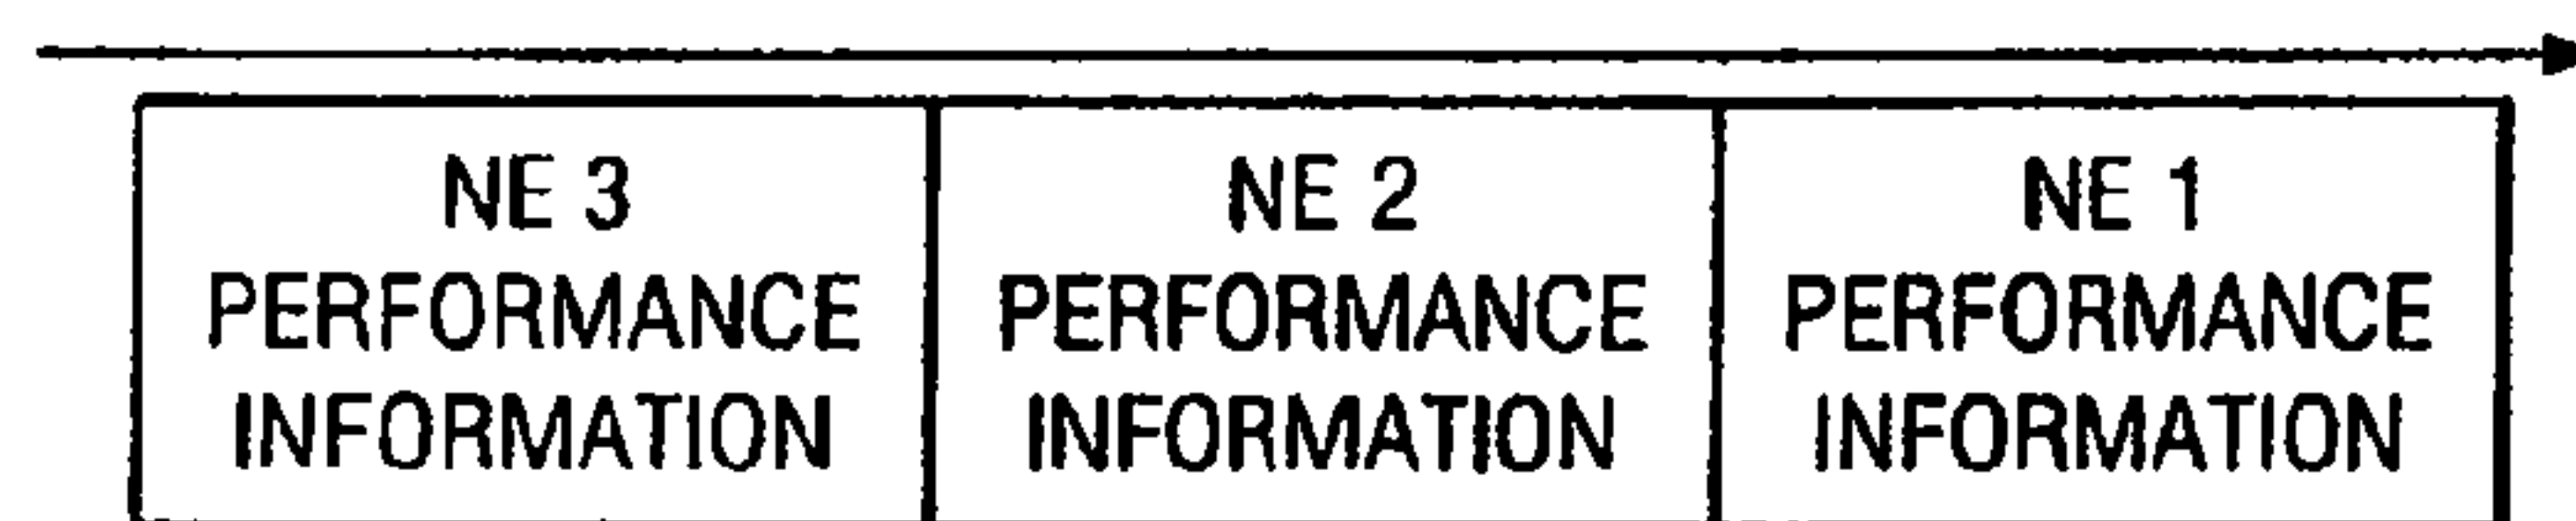 NE 3
PERFORMANCE
INFORMATION
NE 2
PERFORMANCE
INFORMATION
NE 1
PERFORMANCE
INFORMATION